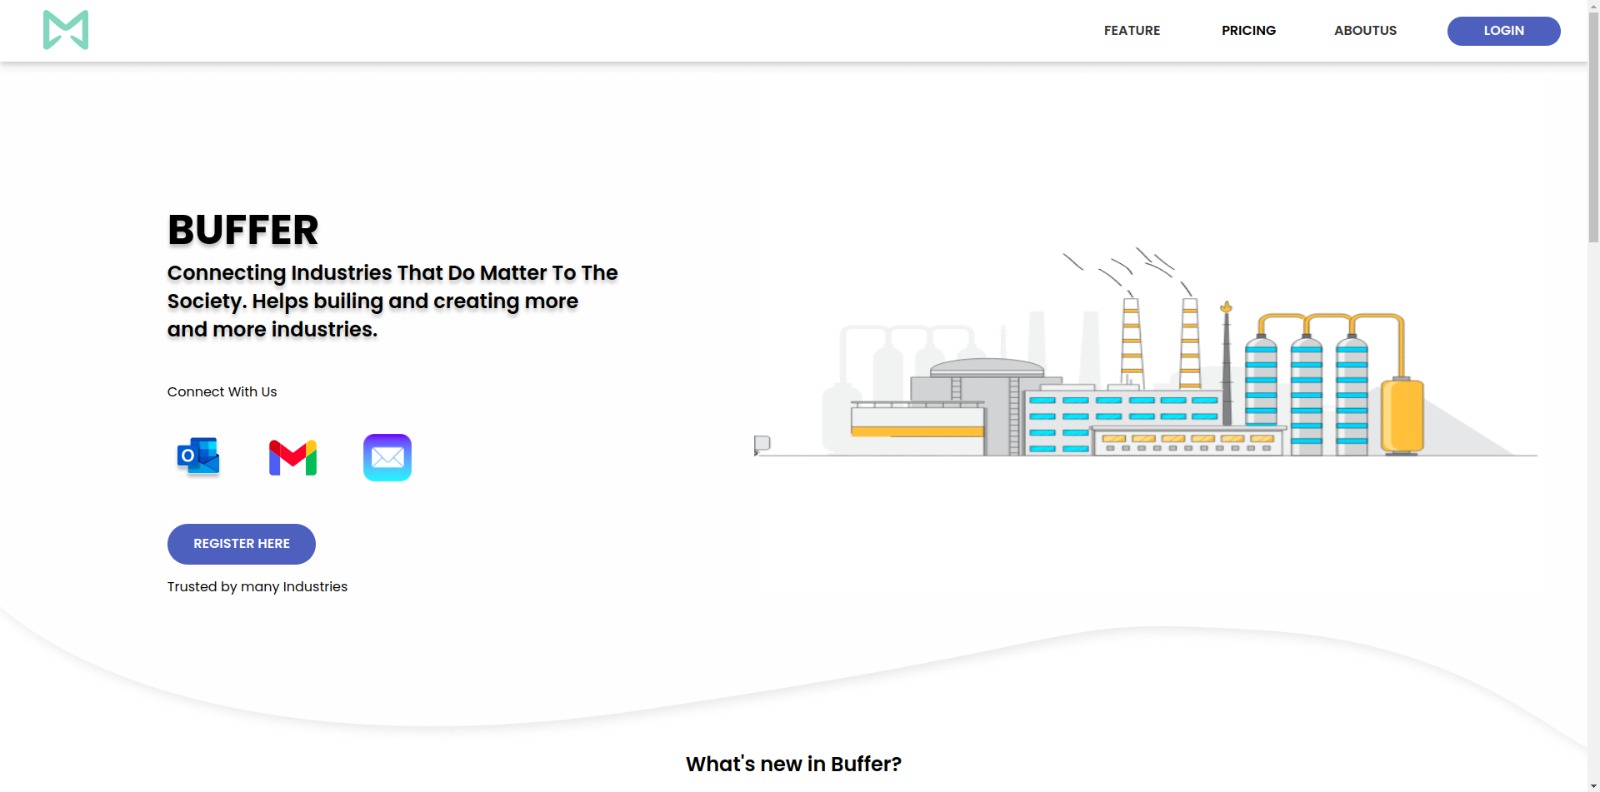 FEATURE
PRICING
ABOUTUS
LOGIN
BUFFER
Connecting Industries That Do Matter To The
Society. Helps builing and creating more
and more industries.
Connect With Us
O
REGISTER HERE
Trusted by many Industries
What's new in Buffer?